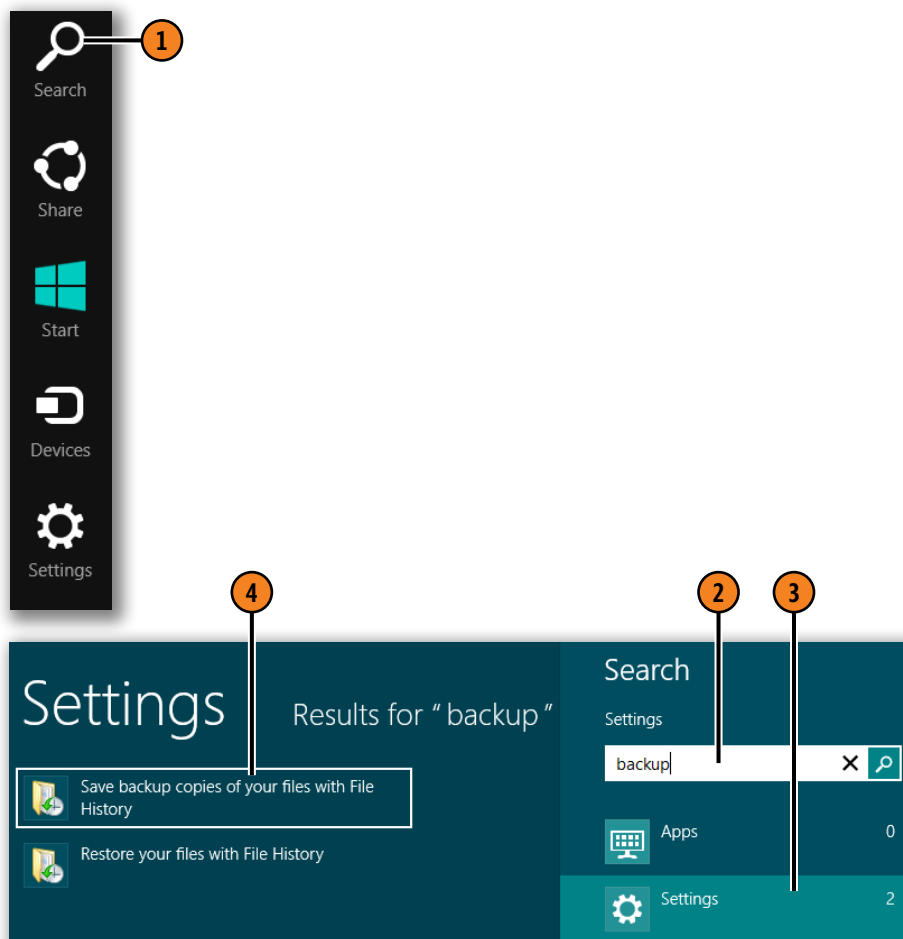 1
Search
Share
Start
Devices
Settings
4
2
3
Settings
Results for “ backup ”
Save backup copies of your files with File
History
Restore your files with File History
Search
Settings
backup
Apps 0
Settings 2